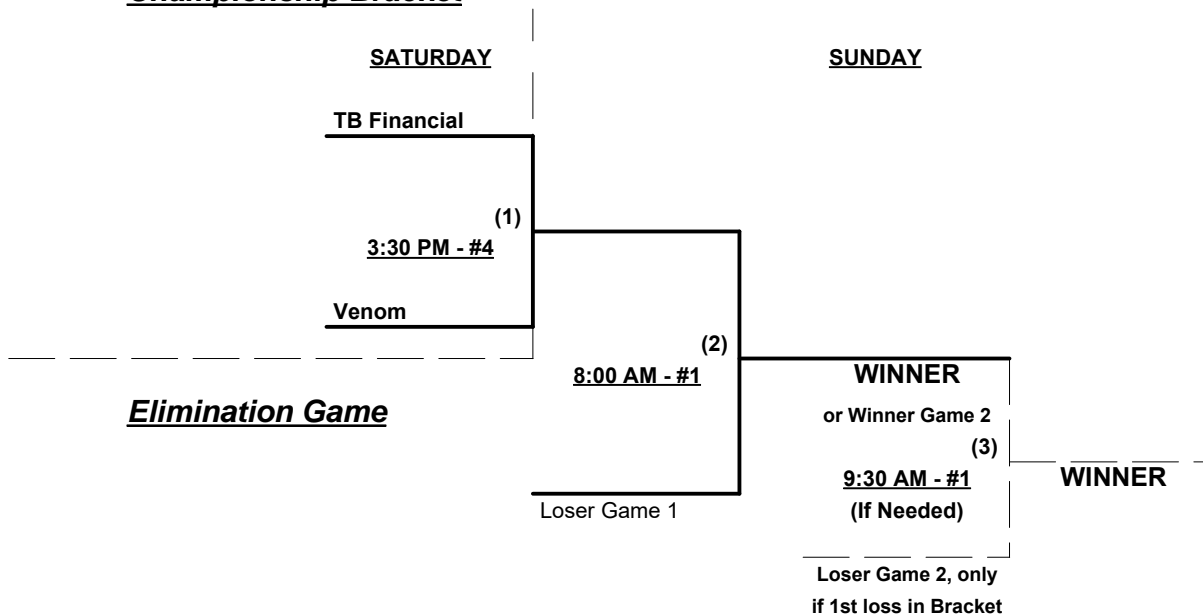 Championship Bracket
SATURDAY
SUNDAY
TB Financial
(1)
3:30 PM - #4
Venom
(2)
8:00 AM - #1
WINNER
Elimination Game
or Winner Game 2
(3)
9:30 AM - #1
WINNER
(If Needed)
Loser Game 1
Loser Game 2, only
if 1st loss in Bracket